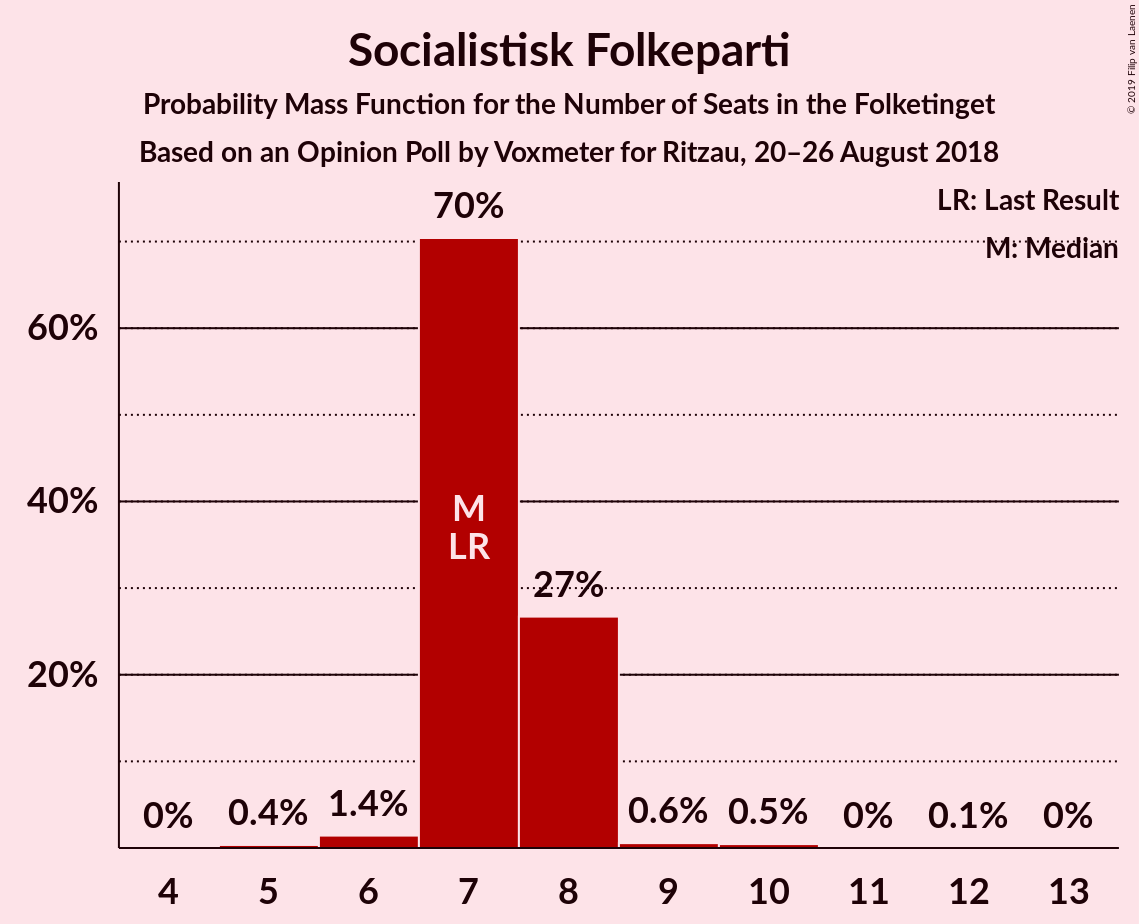 Socialistisk Folkeparti
Probability Mass Function for the Number of Seats in the Folketinget
Based on an Opinion Poll by Voxmeter for Ritzau, 20–26 August 2018
© 2019 Filip van Laenen
LR: Last Result
M: Median
70%
60%
40%
M
LR
27%
20%
0%
0.4%
1.4%
0.6%
0.5%
0%
0.1%
0%
4
5
6
7
8
9
10
11
12
13